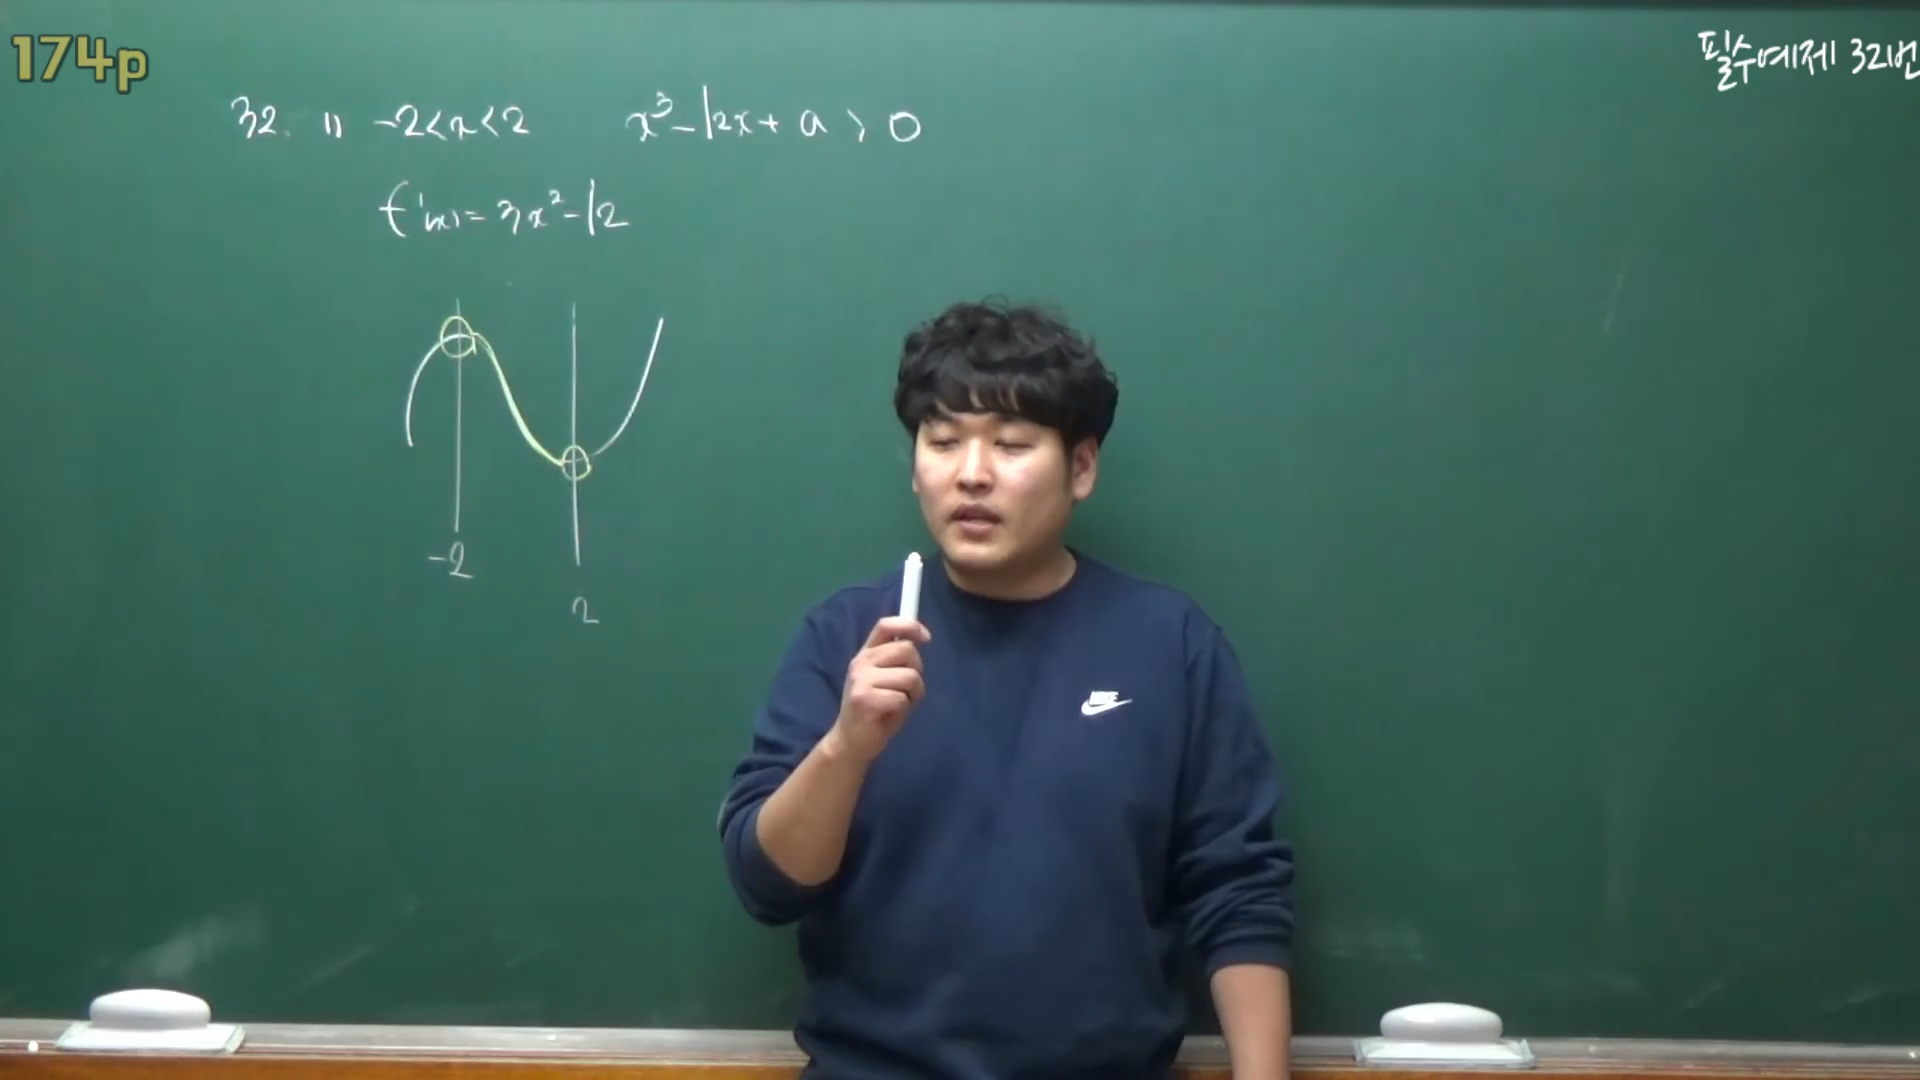 174p
필수예제 32번
32. (1) -2<x<2 x³-12x+a>0
f'(x)=3x²-12
-2
2
NIKE